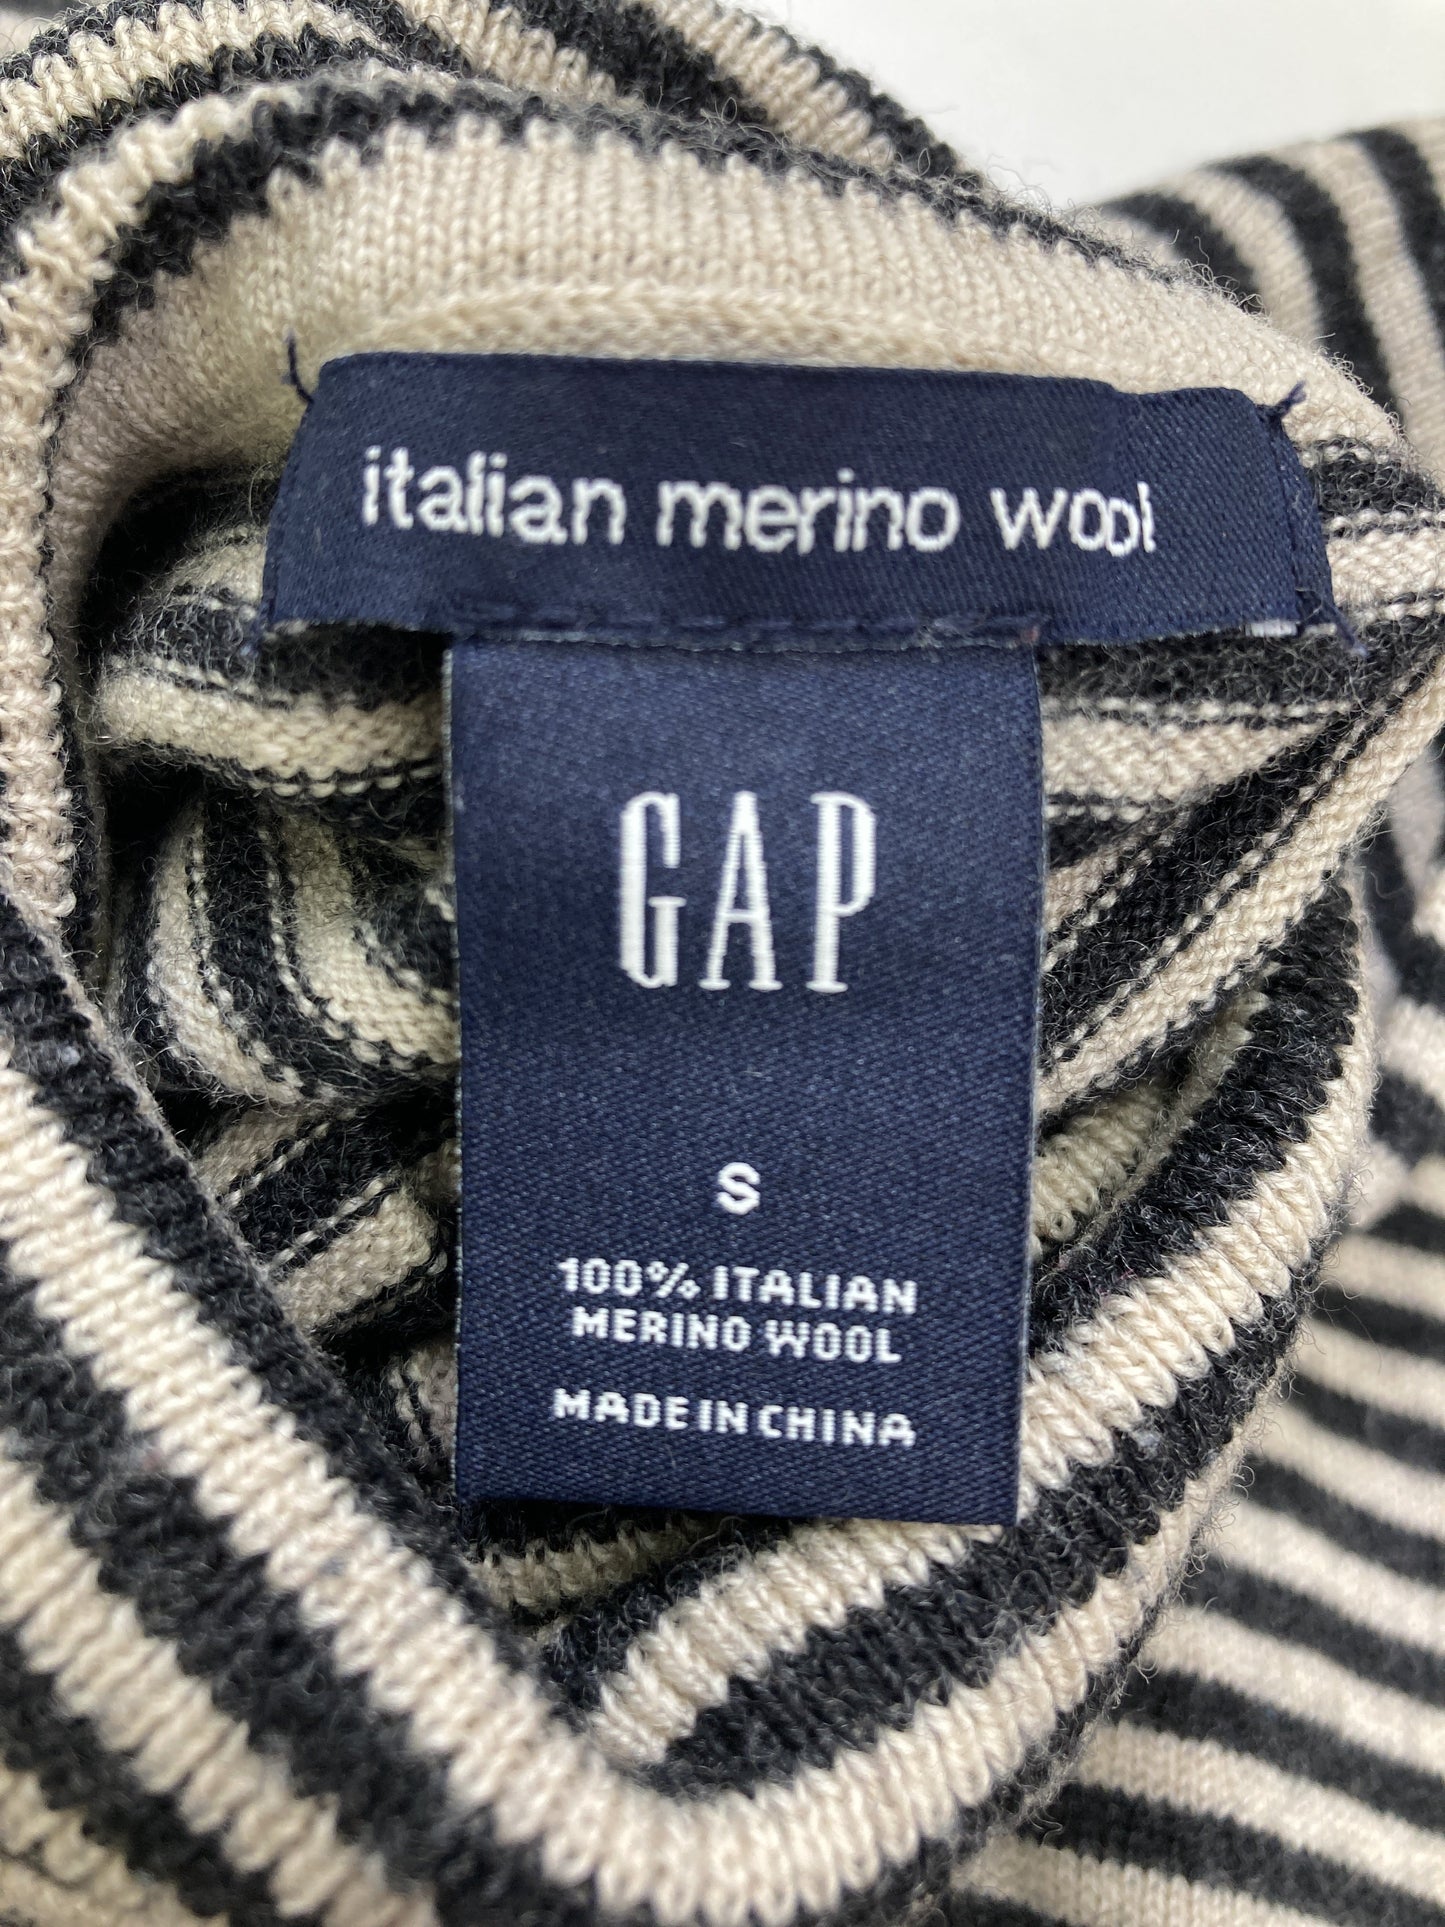 italian merino wool
GAP
S
100% ITALIAN
MERINO WOOL
MADE IN CHINA